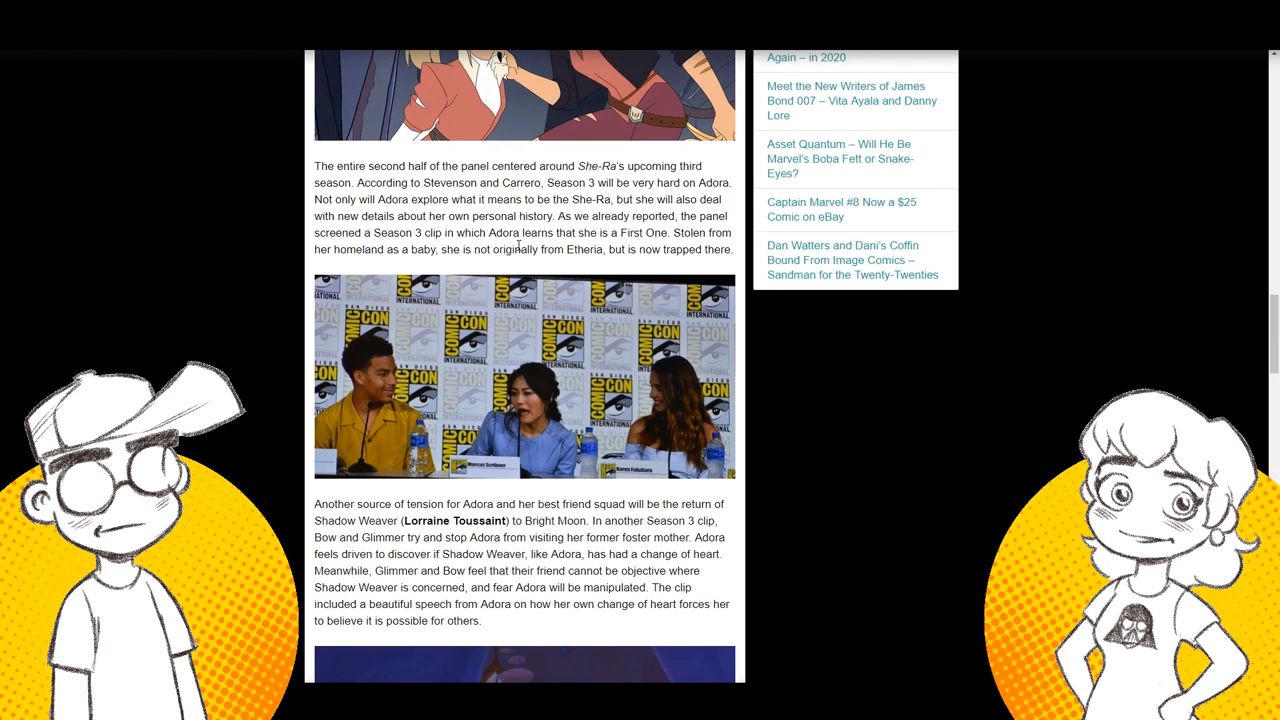 The entire second half of the panel centered around She-Ra's upcoming third
season. According to Stevenson and Carrero, Season 3 will be very hard on Adora.
Not only will Adora explore what it means to be the She-Ra, but she will also deal
with new details about her own personal history. As we already reported, the panel
screened a Season 3 clip in which Adora learns that she is a First One. Stolen from
her homeland as a baby, she is not originally from Etheria, but is now trapped there.
SAN DIEGO
COMIC CON
INTERNATIONAL
Marcus Scribner
Karen Fukuhara
Another source of tension for Adora and her best friend squad will be the return of
Shadow Weaver (Lorraine Toussaint) to Bright Moon. In another Season 3 clip,
Bow and Glimmer try and stop Adora from visiting her former foster mother. Adora
feels driven to discover if Shadow Weaver, like Adora, has had a change of heart.
Meanwhile, Glimmer and Bow feel that their friend cannot be objective where
Shadow Weaver is concerned, and fear Adora will be manipulated. The clip
included a beautiful speech from Adora on how her own change of heart forces her
to believe it is possible for others.
Again – in 2020
Meet the New Writers of James
Bond 007 – Vita Ayala and Danny
Lore
Asset Quantum – Will He Be
Marvel's Boba Fett or Snake-
Eyes?
Captain Marvel #8 Now a $25
Comic on eBay
Dan Watters and Dani's Coffin
Bound From Image Comics –
Sandman for the Twenty-Twenties